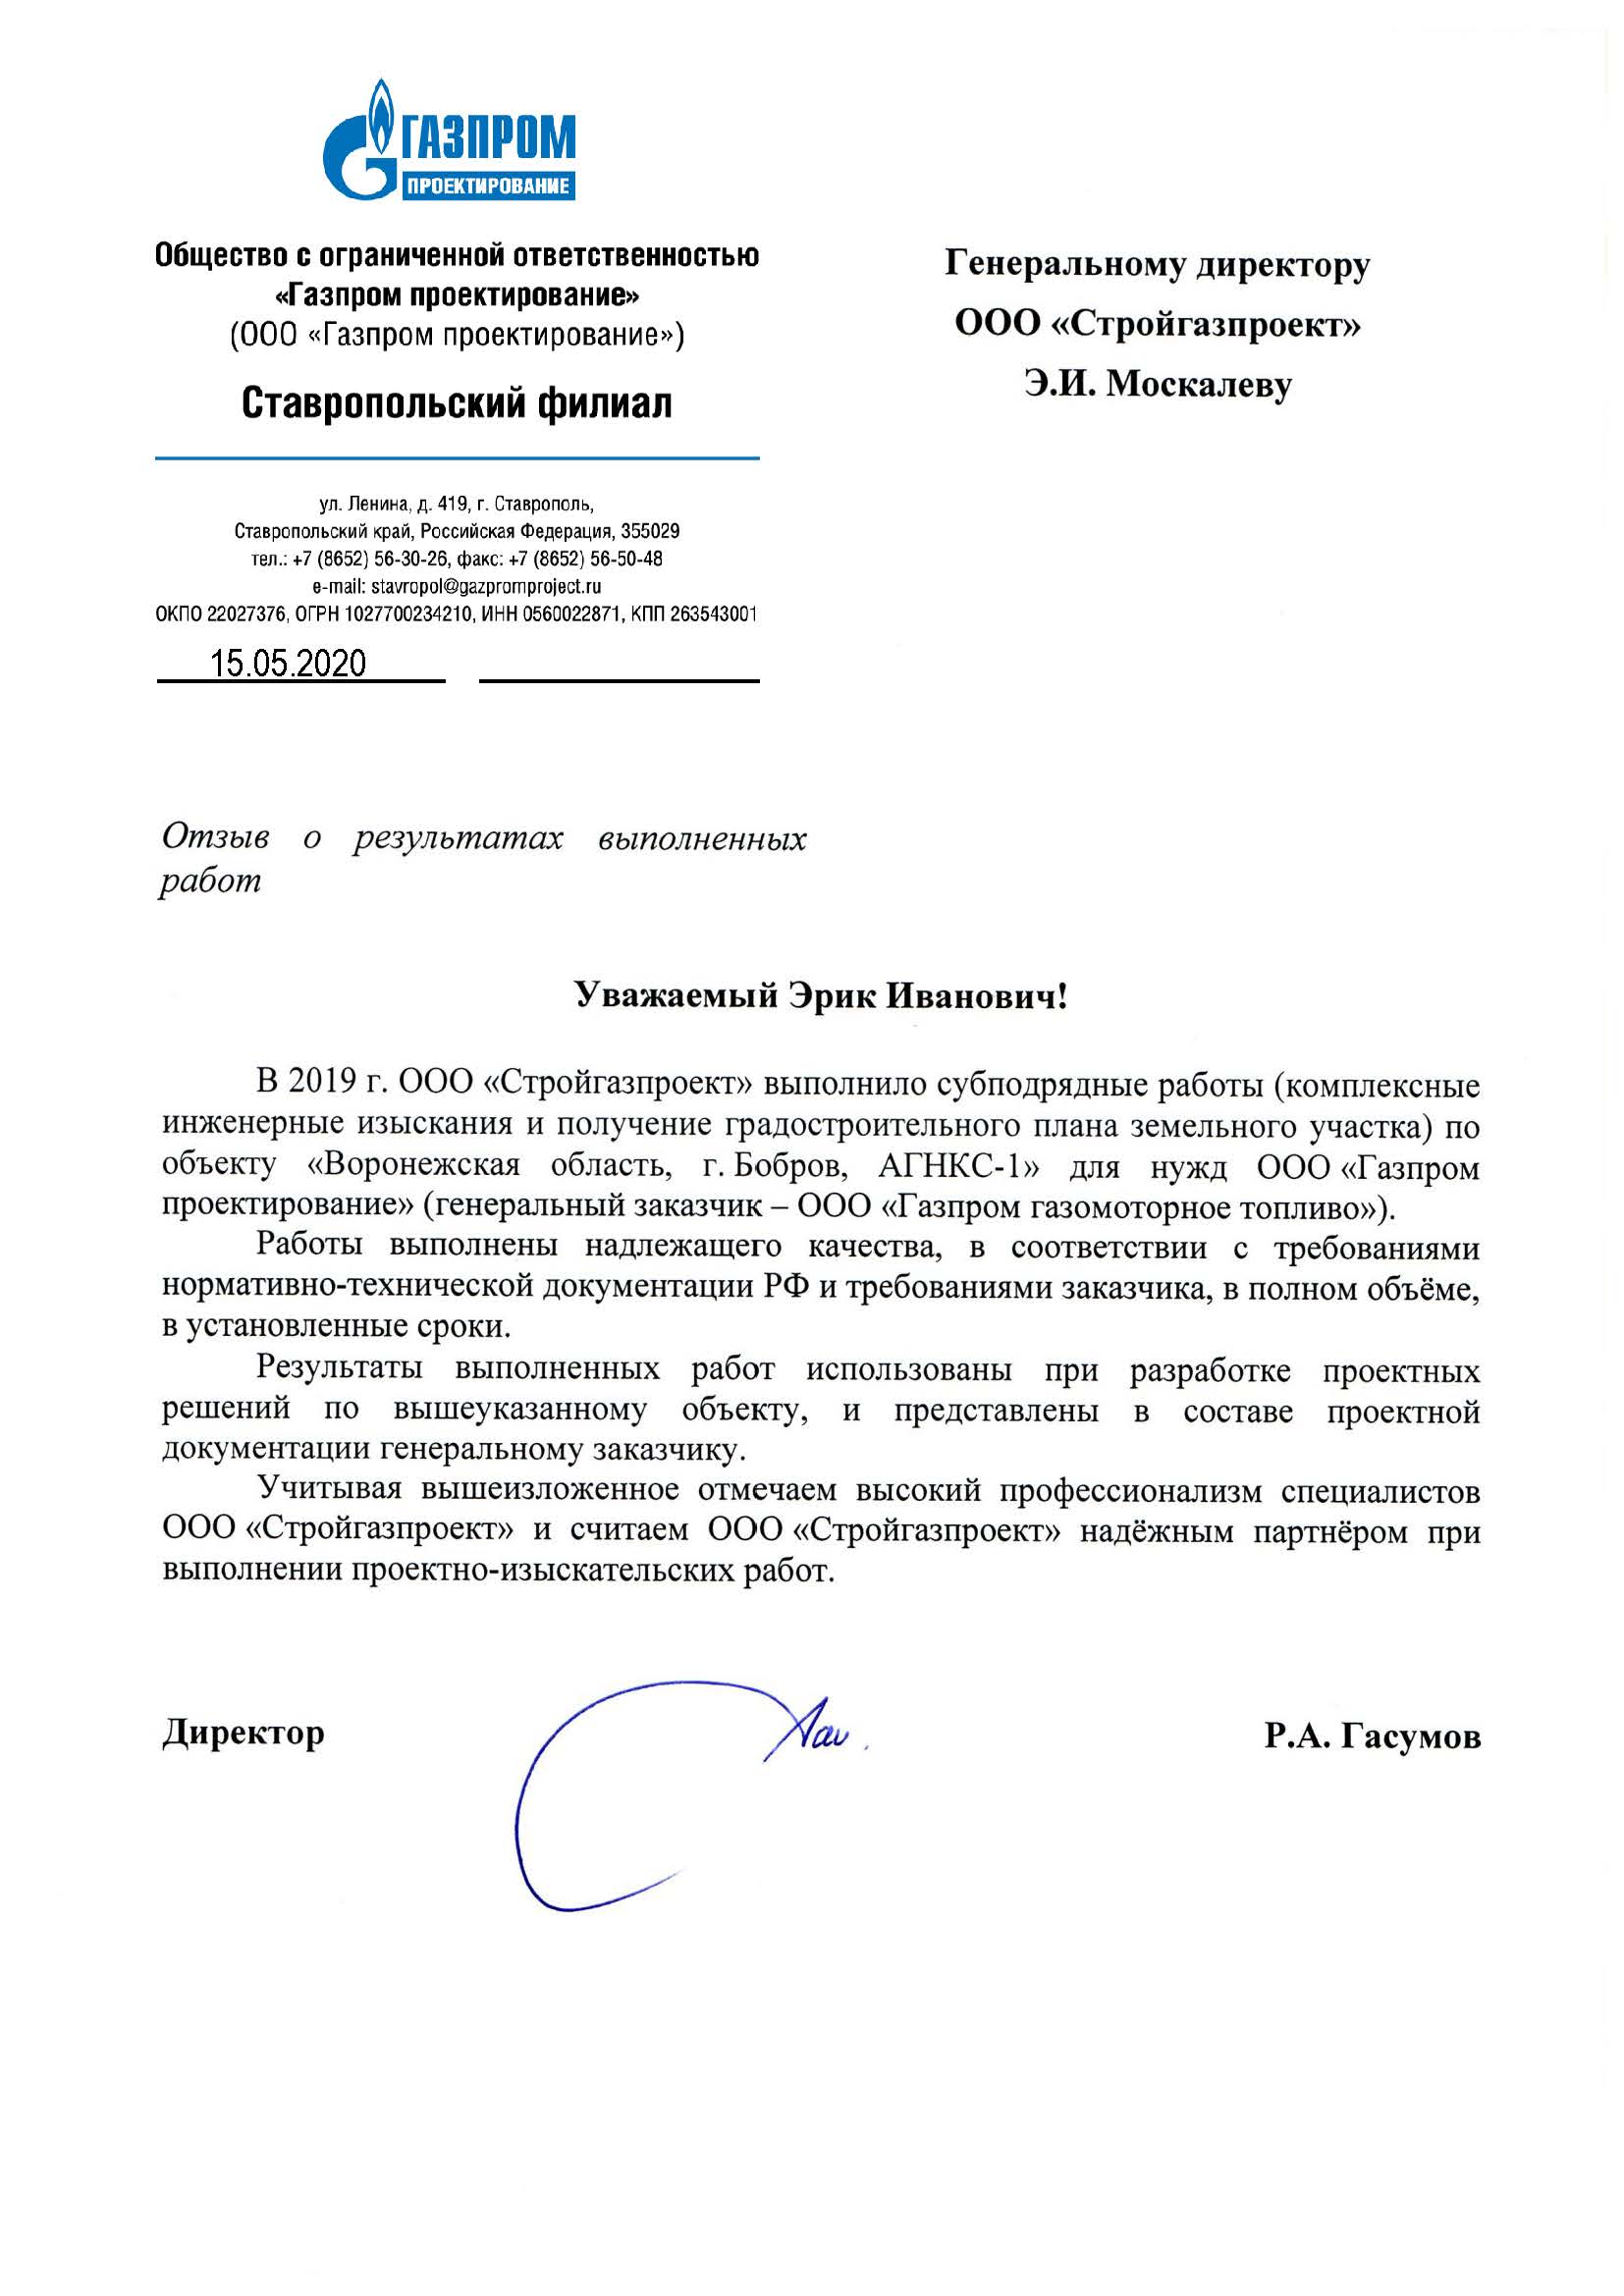 ГАЗПРОМ
ПРОЕКТИРОВАНИЕ
Общество с ограниченной ответственностью
«Газпром проектирование»
(ООО «Газпром проектирование»)
Ставропольский филиал
ул. Ленина, д. 419, г. Ставрополь,
Ставропольский край, Российская Федерация, 355029
тел.: +7 (8652) 56-30-26, факс: +7 (8652) 56-50-48
e-mail: stavropol@gazpromproject.ru
ОКПО 22027376, ОГРН 1027700234210, ИНН 0560022871, КПП 263543001
15.05.2020
Генеральному директору
ООО «Стройгазпроект»
Э.И. Москалеву
Отзыв о результатах выполненных
работ
Уважаемый Эрик Иванович!
В 2019 г. ООО «Стройгазпроект» выполнило субподрядные работы (комплексные
инженерные изыскания и получение градостроительного плана земельного участка) по
объекту «Воронежская область, г. Бобров, АГНКС-1» для нужд ООО «Газпром
проектирование» (генеральный заказчик – ООО «Газпром газомоторное топливо»).
Работы выполнены надлежащего качества, в соответствии с требованиями
нормативно-технической документации РФ и требованиями заказчика, в полном объёме,
в установленные сроки.
Результаты выполненных работ использованы при разработке проектных
решений по вышеуказанному объекту, и представлены в составе проектной
документации генеральному заказчику.
Учитывая вышеизложенное отмечаем высокий профессионализм специалистов
ООО «Стройгазпроект» и считаем ООО «Стройгазпроект» надёжным партнёром при
выполнении проектно-изыскательских работ.
Директор
Р.А. Гасумов